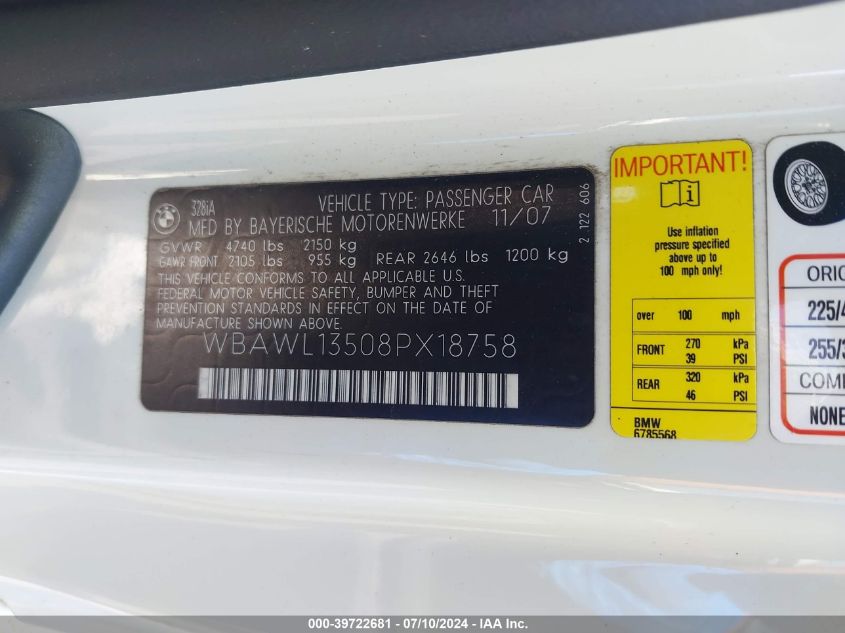 BMW
328iA
VEHICLE TYPE: PASSENGER CAR
MFD BY BAYERISCHE MOTORENWERKE 11/07
GVWR 4740 lbs 2150 kg
GAWR FRONT 2105 lbs 955 kg REAR 2646 lbs 1200 kg
THIS VEHICLE CONFORMS TO ALL APPLICABLE U.S.
FEDERAL MOTOR VEHICLE SAFETY, BUMPER AND THEFT
PREVENTION STANDARDS IN EFFECT ON THE DATE OF
MANUFACTURE SHOWN ABOVE.
WBAWL13508PX18758
2 122 606
IMPORTANT!
i
Use inflation
pressure specified
above up to
100 mph only!
over 100 mph
FRONT 270 kPa
39 PSI
REAR 320 kPa
46 PSI
BMW
6785568
ORIG
225/4
255/3
COMP
NONE
000-39722681 - 07/10/2024 - IAA Inc.